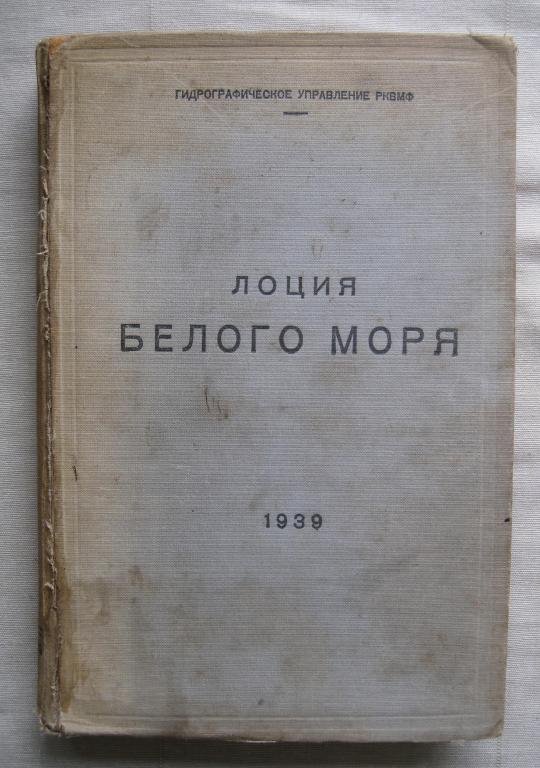 ГИДРОГРАФИЧЕСКОЕ УПРАВЛЕНИЕ РКВМФ
ЛОЦИЯ
БЕЛОГО МОРЯ
1939